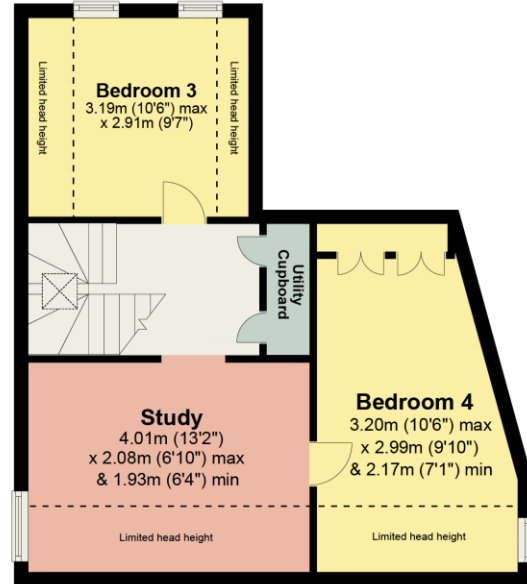 Bedroom 3
3.19m (10'6") max
x 2.91m (9'7")
Limited head height
Limited head height
Utility
Cupboard
Study
4.01m (13'2")
x 2.08m (6'10") max
& 1.93m (6'4") min
Limited head height
Bedroom 4
3.20m (10'6") max
x 2.99m (9'10")
& 2.17m (7'1") min
Limited head height